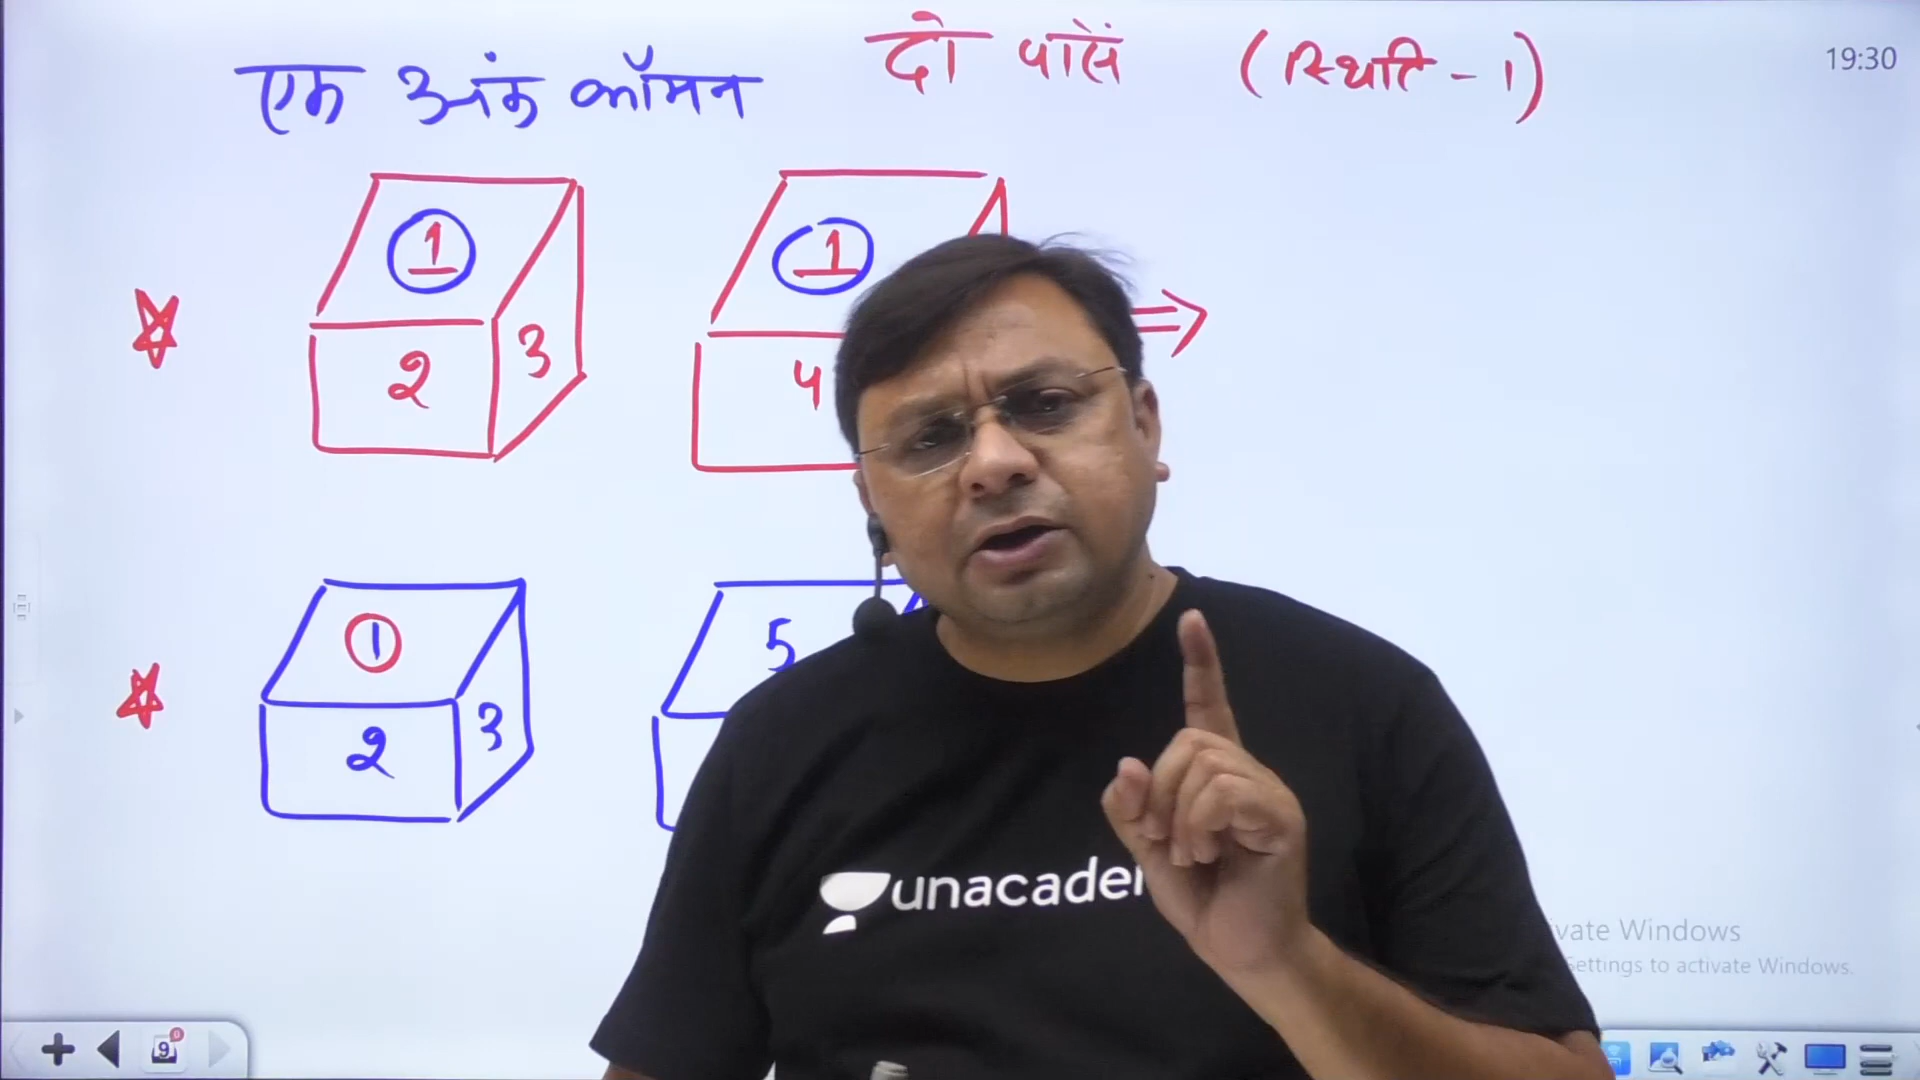 दो पासे (स्थिति - 1)
19:30
एक अंक कॉमन
1 1
2 3 4
1 5
2 3
unacade
vate Windows
Settings to activate Windows.
9